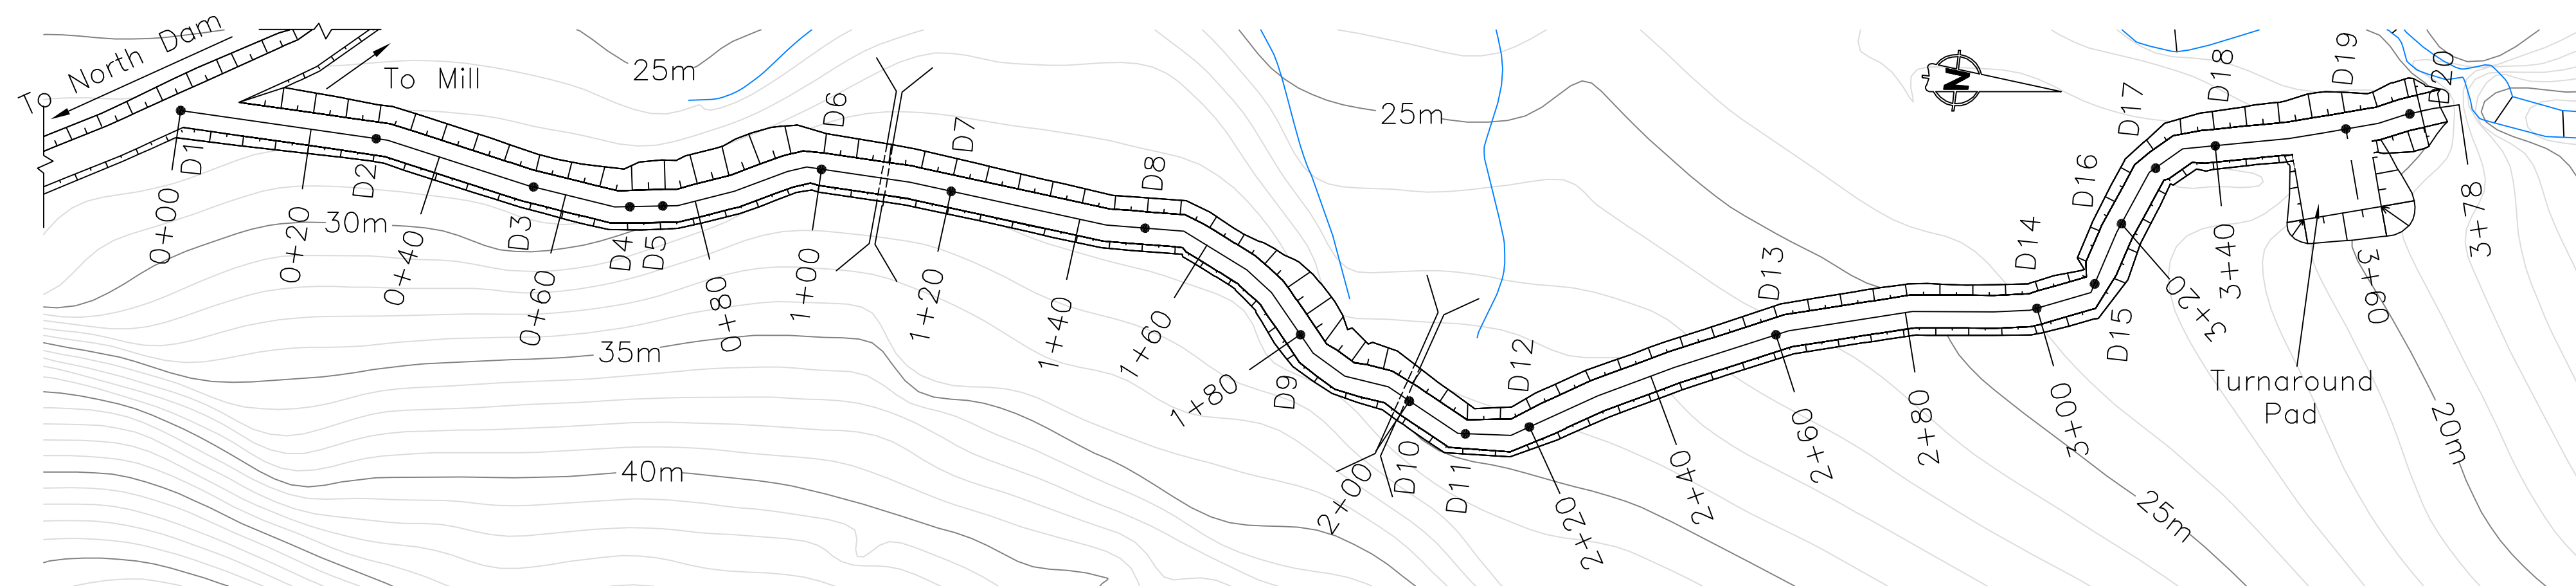 To North Dam
To Mill
25m
25m
30m
35m
40m
25m
20m
D1
D2
D3
D4
D5
D6
D7
D8
D9
D10
D11
D12
D13
D14
D15
D16
D17
D18
D19
D20
0+00
0+20
0+40
0+60
0+80
1+00
1+20
1+40
1+60
1+80
2+00
2+20
2+40
2+60
2+80
3+00
3+20
3+40
3+60
3+78
N
Turnaround
Pad